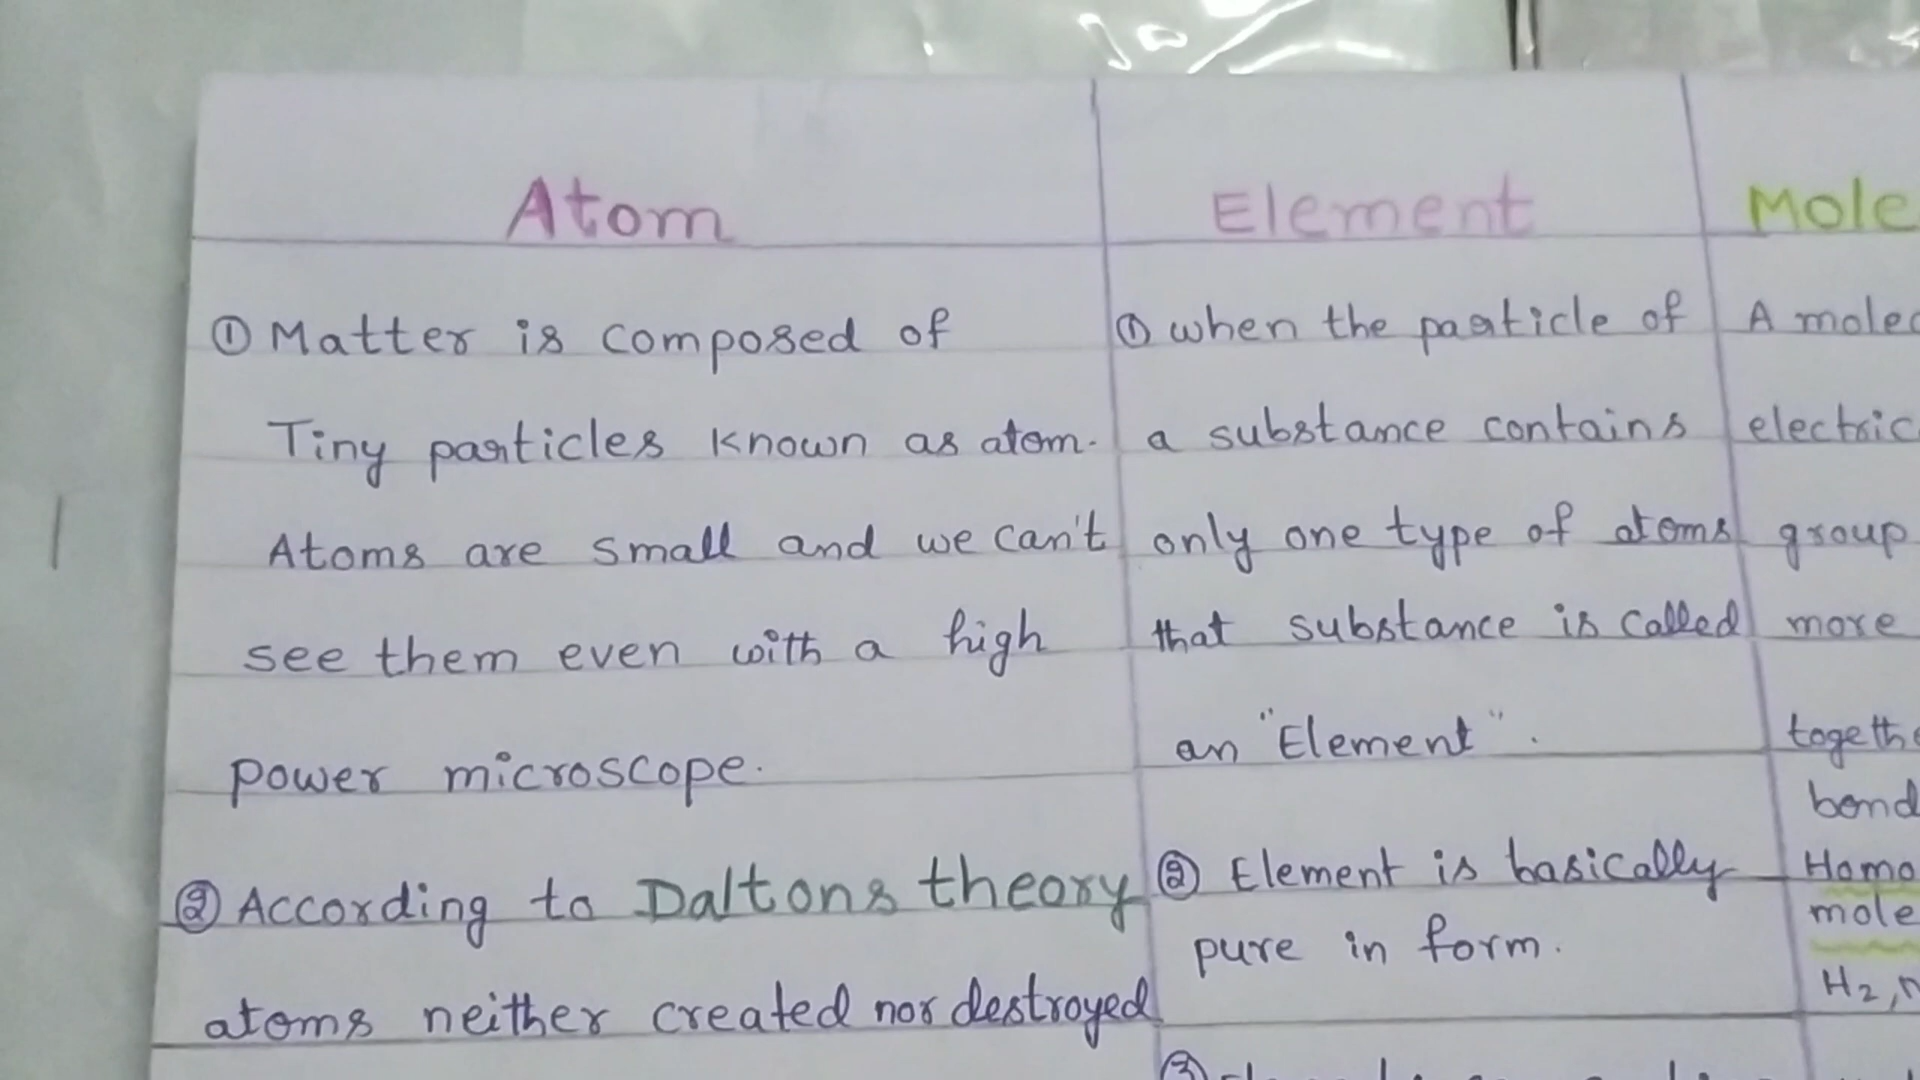 Atom
① Matter is composed of
Tiny particles known as atom.
Atoms are small and we can't
see them even with a high
power microscope.
② According to Daltons theory
atoms neither created nor destroyed
Element
① when the particle of
a substance contains
only one type of atoms
that substance is called
an "Element".
② Element is basically
pure in form.
③
Mole
A molec
electric
group
more
togethe
bond
Homo
mole
H₂,